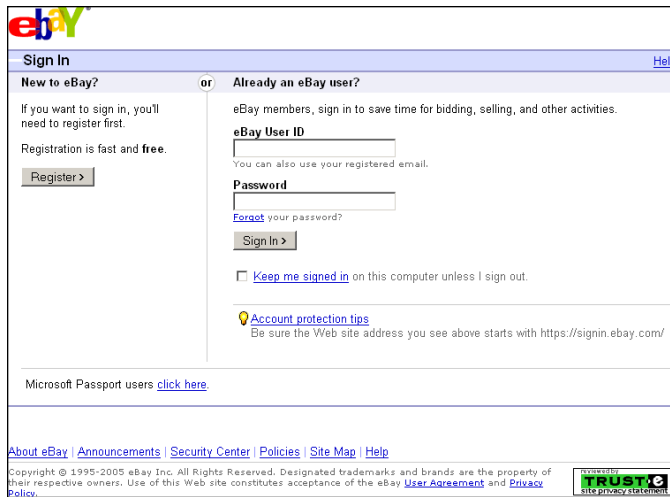 ebaY
Sign In
New to eBay?
or
Already an eBay user?
If you want to sign in, you'll
need to register first.
Registration is fast and free.
Register >
eBay members, sign in to save time for bidding, selling, and other activities.
eBay User ID
You can also use your registered email.
Password
Forgot your password?
Sign In >
Keep me signed in on this computer unless I sign out.
Account protection tips
Be sure the Web site address you see above starts with https://signin.ebay.com/
Microsoft Passport users click here.
About eBay | Announcements | Security Center | Policies | Site Map | Help
Copyright © 1995-2005 eBay Inc. All Rights Reserved. Designated trademarks and brands are the property of
their respective owners. Use of this Web site constitutes acceptance of the eBay User Agreement and Privacy
Policy.
reviewed by
TRUSTe
site privacy statement